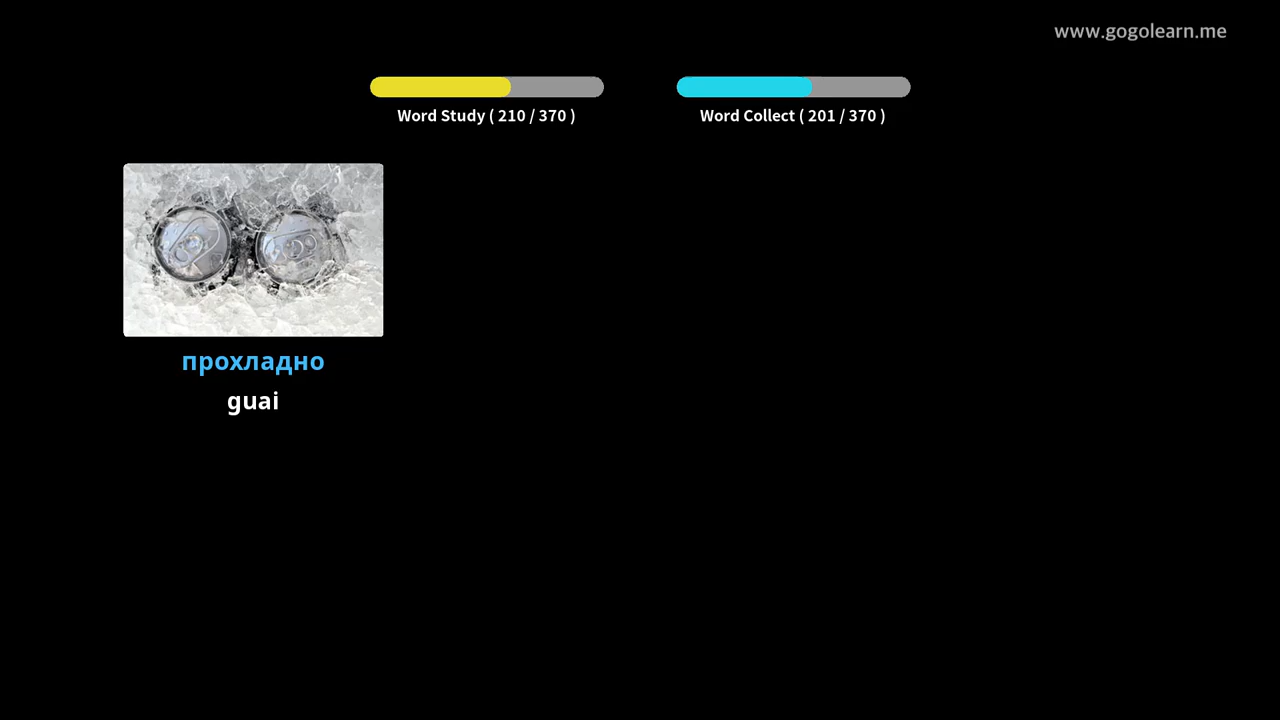 www.gogolearn.me
Word Study ( 210 / 370 )
Word Collect ( 201 / 370 )
прохладно
guai